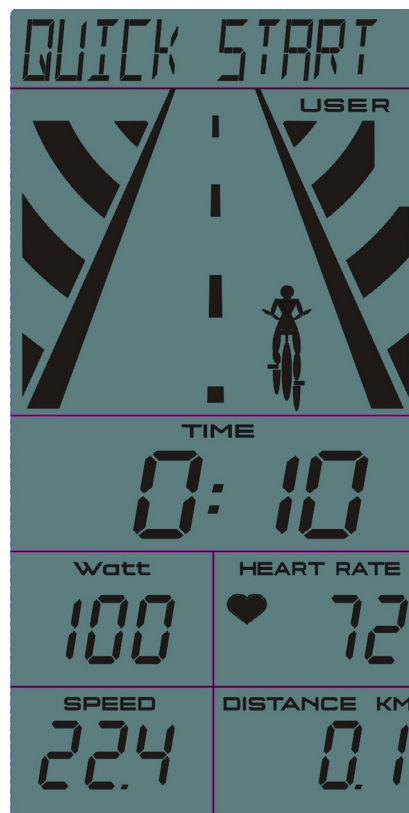 QUICK START
USER
TIME
0:10
Watt
HEART RATE
100
72
SPEED
DISTANCE KM
22.4
0.1